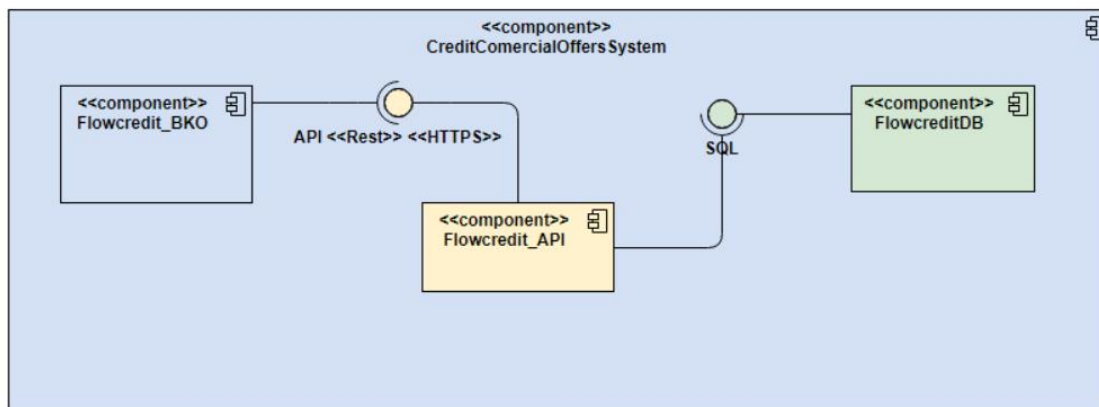 <<component>>
CreditComercialOffersSystem
<<component>>
Flowcredit_BKO
API <<Rest>> <<HTTPS>>
SQL
<<component>>
FlowcreditDB
<<component>>
Flowcredit_API